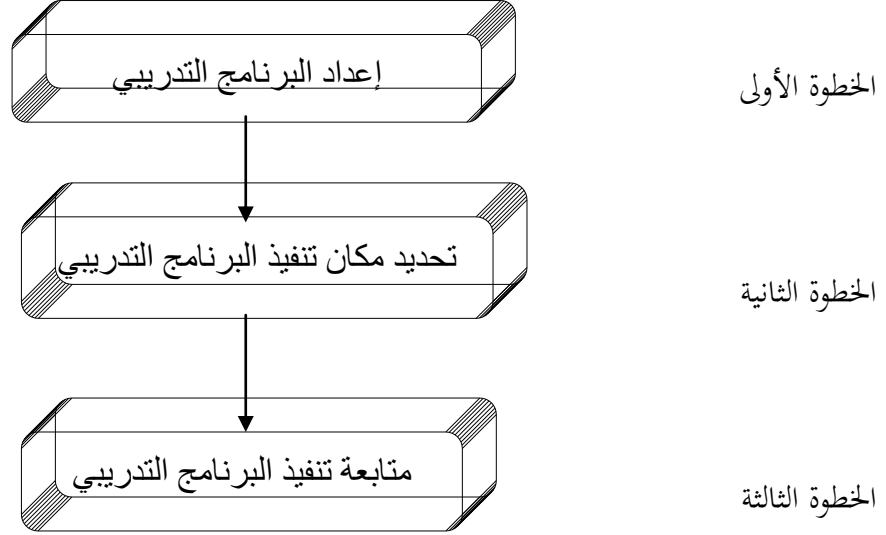 إعداد البرنامج التدريبي
الخطوة الأولى
تحديد مكان تنفيذ البرنامج التدريبي
الخطوة الثانية
متابعة تنفيذ البرنامج التدريبي
الخطوة الثالثة